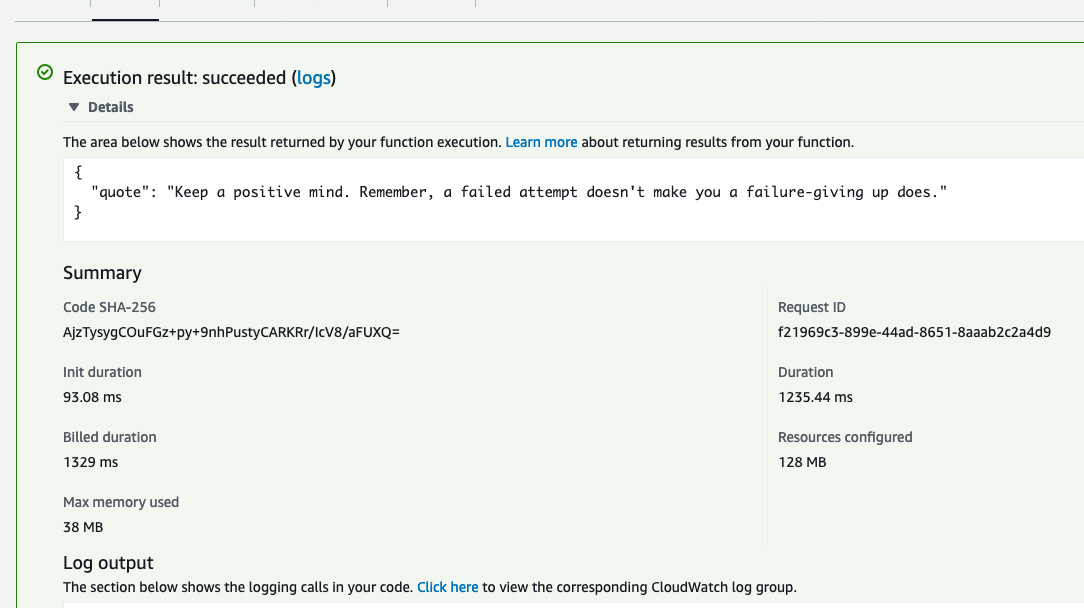 Execution result: succeeded (logs)
Details
The area below shows the result returned by your function execution. Learn more about returning results from your function.
{
"quote": "Keep a positive mind. Remember, a failed attempt doesn't make you a failure-giving up does."
}
Summary
Code SHA-256
AjzTysygCOuFGz+py+9nhPustyCARKRr/IcV8/aFUXQ=
Request ID
f21969c3-899e-44ad-8651-8aaab2c2a4d9
Init duration
93.08 ms
Duration
1235.44 ms
Billed duration
1329 ms
Resources configured
128 MB
Max memory used
38 MB
Log output
The section below shows the logging calls in your code. Click here to view the corresponding CloudWatch log group.